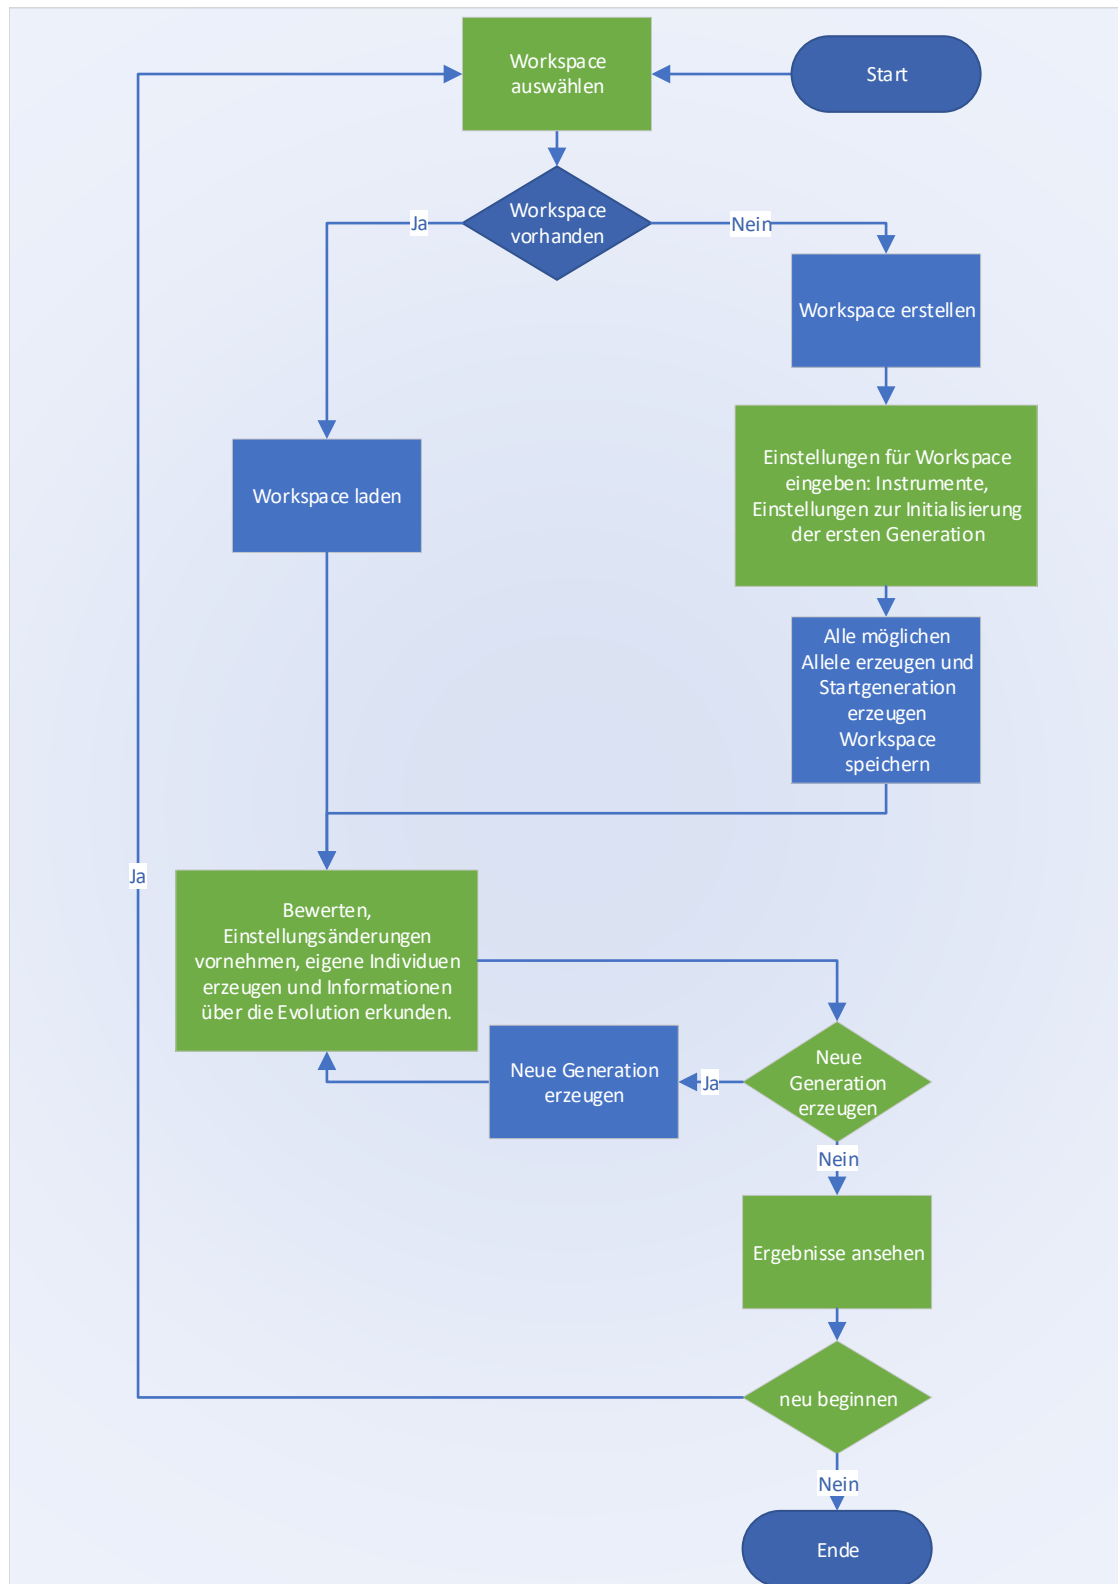 Workspace
auswählen
Start
Workspace
vorhanden
Ja
Nein
Workspace erstellen
Einstellungen für Workspace
eingeben: Instrumente,
Einstellungen zur Initialisierung
der ersten Generation
Workspace laden
Alle möglichen
Allele erzeugen und
Startgeneration
erzeugen
Workspace
speichern
Ja
Bewerten,
Einstellungsänderungen
vornehmen, eigene Individuen
erzeugen und Informationen
über die Evolution erkunden.
Neue Generation
erzeugen
Ja
Neue
Generation
erzeugen
Nein
Ergebnisse ansehen
neu beginnen
Nein
Ende